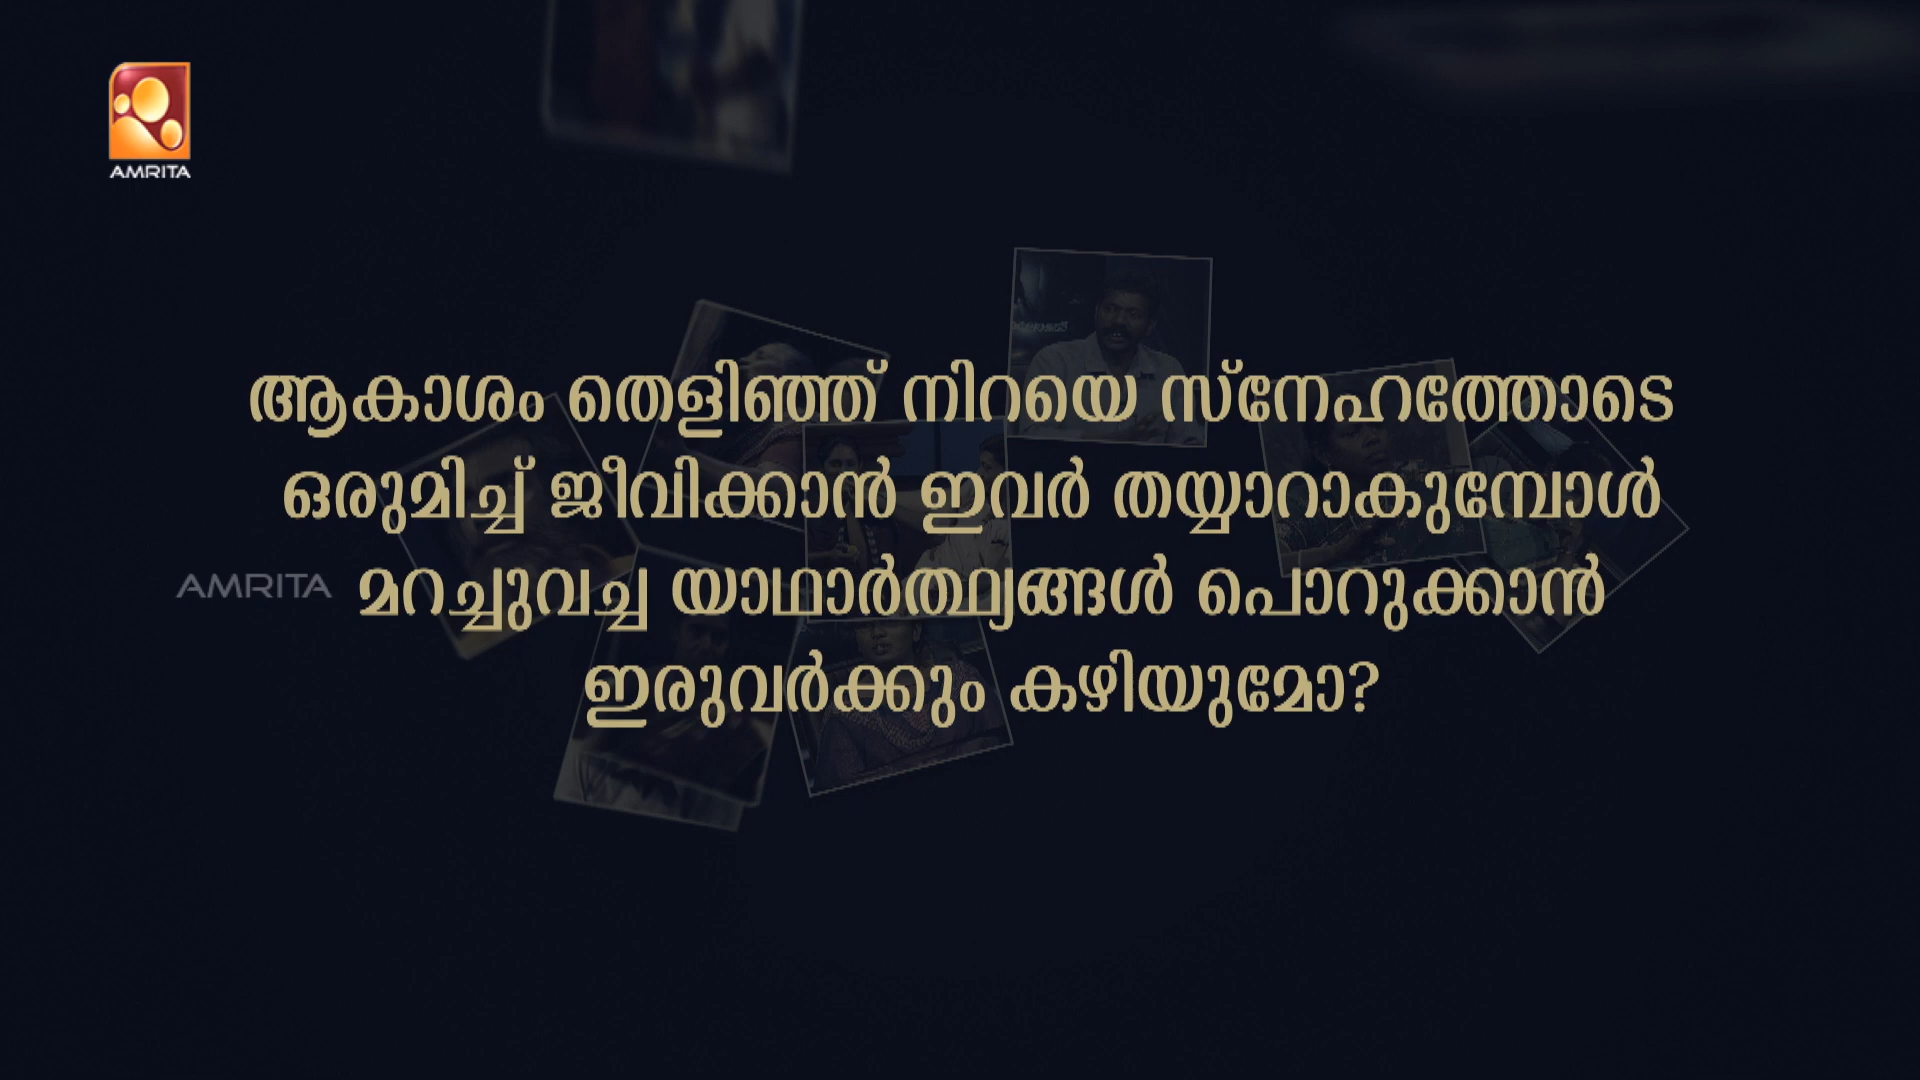 AMRITA
ആകാശം തെളിഞ്ഞ് നിറയെ സ്നേഹത്തോടെ
ഒരുമിച്ച് ജീവിക്കാൻ ഇവർ തയ്യാറാകുമ്പോൾ
AMRITA
മറച്ചുവച്ച യാഥാർത്ഥ്യങ്ങൾ പൊറുക്കാൻ
ഇരുവർക്കും കഴിയുമോ?